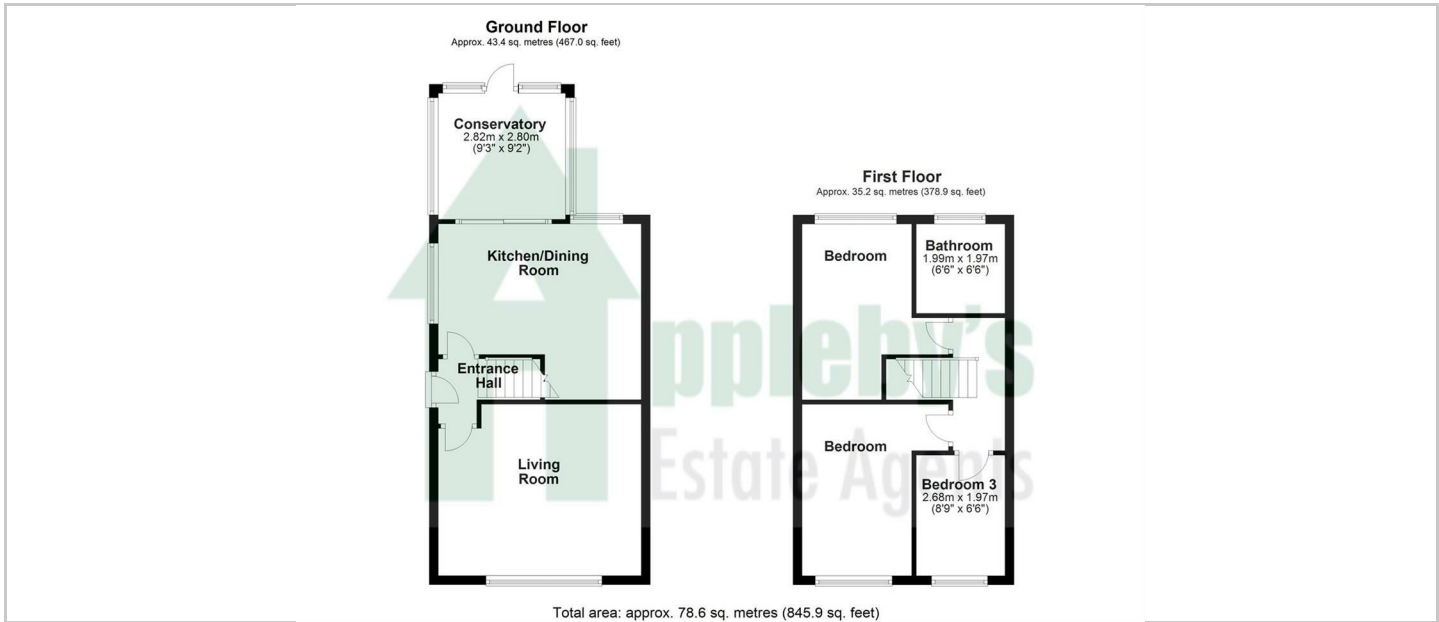 Ground Floor
Approx. 43.4 sq. metres (467.0 sq. feet)
Conservatory
2.82m x 2.80m
(9'3" x 9'2")
Kitchen/Dining
Room
Entrance
Hall
Living
Room
First Floor
Approx. 35.2 sq. metres (378.9 sq. feet)
Bedroom
Bathroom
1.99m x 1.97m
(6'6" x 6'6")
Bedroom
Bedroom 3
2.68m x 1.97m
(8'9" x 6'6")
Appleby's
Estate Agents
Total area: approx. 78.6 sq. metres (845.9 sq. feet)